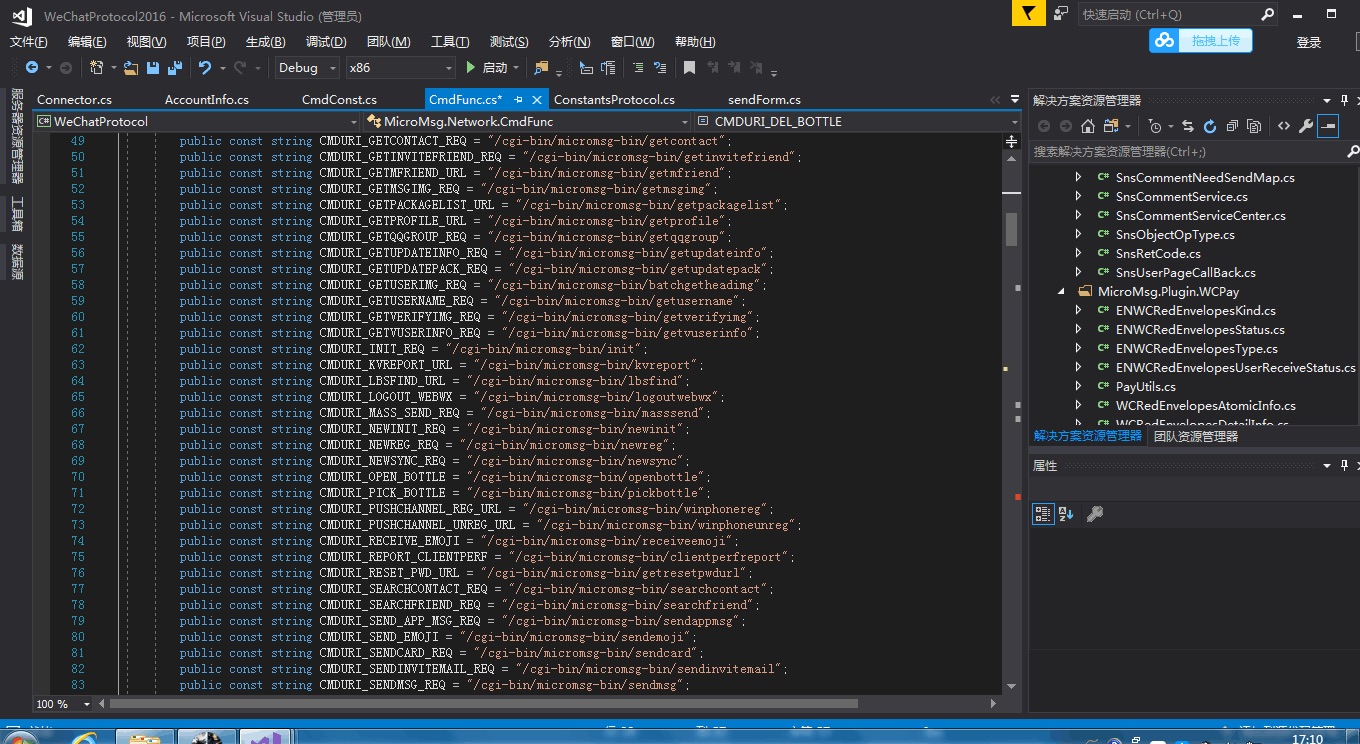 WeChatProtocol2016 - Microsoft Visual Studio (管理员)
快速启动 (Ctrl+Q)
文件(F) 编辑(E) 视图(V) 项目(P) 生成(B) 调试(D) 团队(M) 工具(T) 测试(S) 分析(N) 窗口(W) 帮助(H)
拖拽上传
登录
Debug x86 启动
服务器资源管理器
工具箱
数据源
Connector.cs AccountInfo.cs CmdConst.cs CmdFunc.cs* ConstantsProtocol.cs sendForm.cs
WeChatProtocol MicroMsg.Network.CmdFunc CMDURI_DEL_BOTTLE
49 public const string CMDURI_GETCONTACT_REQ = "/cgi-bin/micromsg-bin/getcontact";
50 public const string CMDURI_GETINVITEFRIEND_REQ = "/cgi-bin/micromsg-bin/getinvitefriend";
51 public const string CMDURI_GETMFRIEND_URL = "/cgi-bin/micromsg-bin/getmfriend";
52 public const string CMDURI_GETMSGIMG_REQ = "/cgi-bin/micromsg-bin/getmsgimg";
53 public const string CMDURI_GETPACKAGELIST_URL = "/cgi-bin/micromsg-bin/getpackagelist";
54 public const string CMDURI_GETPROFILE_URL = "/cgi-bin/micromsg-bin/getprofile";
55 public const string CMDURI_GETQQGROUP_REQ = "/cgi-bin/micromsg-bin/getqqgroup";
56 public const string CMDURI_GETUPDATEINFO_REQ = "/cgi-bin/micromsg-bin/getupdateinfo";
57 public const string CMDURI_GETUPDATEPACK_REQ = "/cgi-bin/micromsg-bin/getupdatepack";
58 public const string CMDURI_GETUSERIMG_REQ = "/cgi-bin/micromsg-bin/batchgetheadimg";
59 public const string CMDURI_GETUSERNAME_REQ = "/cgi-bin/micromsg-bin/getusername";
60 public const string CMDURI_GETVERIFYIMG_REQ = "/cgi-bin/micromsg-bin/getverifyimg";
61 public const string CMDURI_GETVUSERINFO_REQ = "/cgi-bin/micromsg-bin/getvuserinfo";
62 public const string CMDURI_INIT_REQ = "/cgi-bin/micromsg-bin/init";
63 public const string CMDURI_KVREPORT_URL = "/cgi-bin/micromsg-bin/kvreport";
64 public const string CMDURI_LBSFIND_URL = "/cgi-bin/micromsg-bin/lbsfind";
65 public const string CMDURI_LOGOUT_WEBWX = "/cgi-bin/micromsg-bin/logoutwebwx";
66 public const string CMDURI_MASS_SEND_REQ = "/cgi-bin/micromsg-bin/masssend";
67 public const string CMDURI_NEWINIT_REQ = "/cgi-bin/micromsg-bin/newinit";
68 public const string CMDURI_NEWREG_REQ = "/cgi-bin/micromsg-bin/newreg";
69 public const string CMDURI_NEWSYNC_REQ = "/cgi-bin/micromsg-bin/newsync";
70 public const string CMDURI_OPEN_BOTTLE = "/cgi-bin/micromsg-bin/openbottle";
71 public const string CMDURI_PICK_BOTTLE = "/cgi-bin/micromsg-bin/pickbottle";
72 public const string CMDURI_PUSHCHANNEL_REG_URL = "/cgi-bin/micromsg-bin/winphonereg";
73 public const string CMDURI_PUSHCHANNEL_UNREG_URL = "/cgi-bin/micromsg-bin/winphoneunreg";
74 public const string CMDURI_RECEIVE_EMOJI = "/cgi-bin/micromsg-bin/receiveemoji";
75 public const string CMDURI_REPORT_CLIENTPERF = "/cgi-bin/micromsg-bin/clientperfreport";
76 public const string CMDURI_RESET_PWD_URL = "/cgi-bin/micromsg-bin/getresetpwdurl";
77 public const string CMDURI_SEARCHCONTACT_REQ = "/cgi-bin/micromsg-bin/searchcontact";
78 public const string CMDURI_SEARCHFRIEND_REQ = "/cgi-bin/micromsg-bin/searchfriend";
79 public const string CMDURI_SEND_APP_MSG_REQ = "/cgi-bin/micromsg-bin/sendappmsg";
80 public const string CMDURI_SEND_EMOJI = "/cgi-bin/micromsg-bin/sendemoji";
81 public const string CMDURI_SENDCARD_REQ = "/cgi-bin/micromsg-bin/sendcard";
82 public const string CMDURI_SENDINVITEMAIL_REQ = "/cgi-bin/micromsg-bin/sendinvitemail";
83 public const string CMDURI_SENDMSG_REQ = "/cgi-bin/micromsg-bin/sendmsg";
100 %
解决方案资源管理器
搜索解决方案资源管理器(Ctrl+;)
C# SnsCommentNeedSendMap.cs
C# SnsCommentService.cs
C# SnsCommentServiceCenter.cs
C# SnsObjectOpType.cs
C# SnsRetCode.cs
C# SnsUserPageCallBack.cs
MicroMsg.Plugin.WCPay
C# ENWCRedEnvelopesKind.cs
C# ENWCRedEnvelopesStatus.cs
C# ENWCRedEnvelopesType.cs
C# ENWCRedEnvelopesUserReceiveStatus.cs
C# PayUtils.cs
C# WCRedEnvelopesAtomicInfo.cs
C# WCRedEnvelopesDetailInfo.cs
解决方案资源管理器 团队资源管理器
属性
17:10